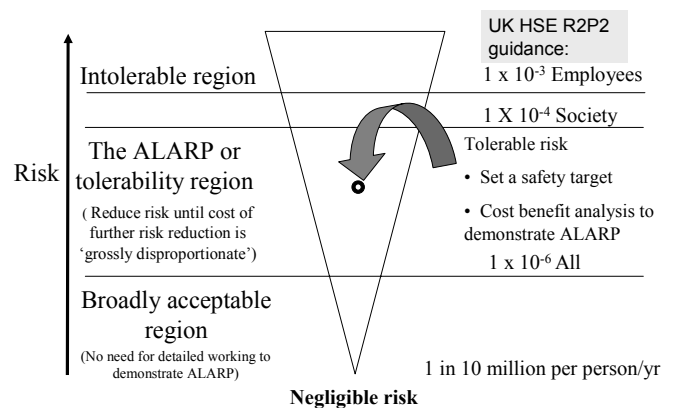 UK HSE R2P2
guidance:
Intolerable region
1 x 10⁻³ Employees
1 X 10⁻⁴ Society
Risk
The ALARP or
tolerability region
( Reduce risk until cost of
further risk reduction is
‘grossly disproportionate’)
Tolerable risk
• Set a safety target
• Cost benefit analysis to
demonstrate ALARP
1 x 10⁻⁶ All
Broadly acceptable
region
(No need for detailed working to
demonstrate ALARP)
1 in 10 million per person/yr
Negligible risk